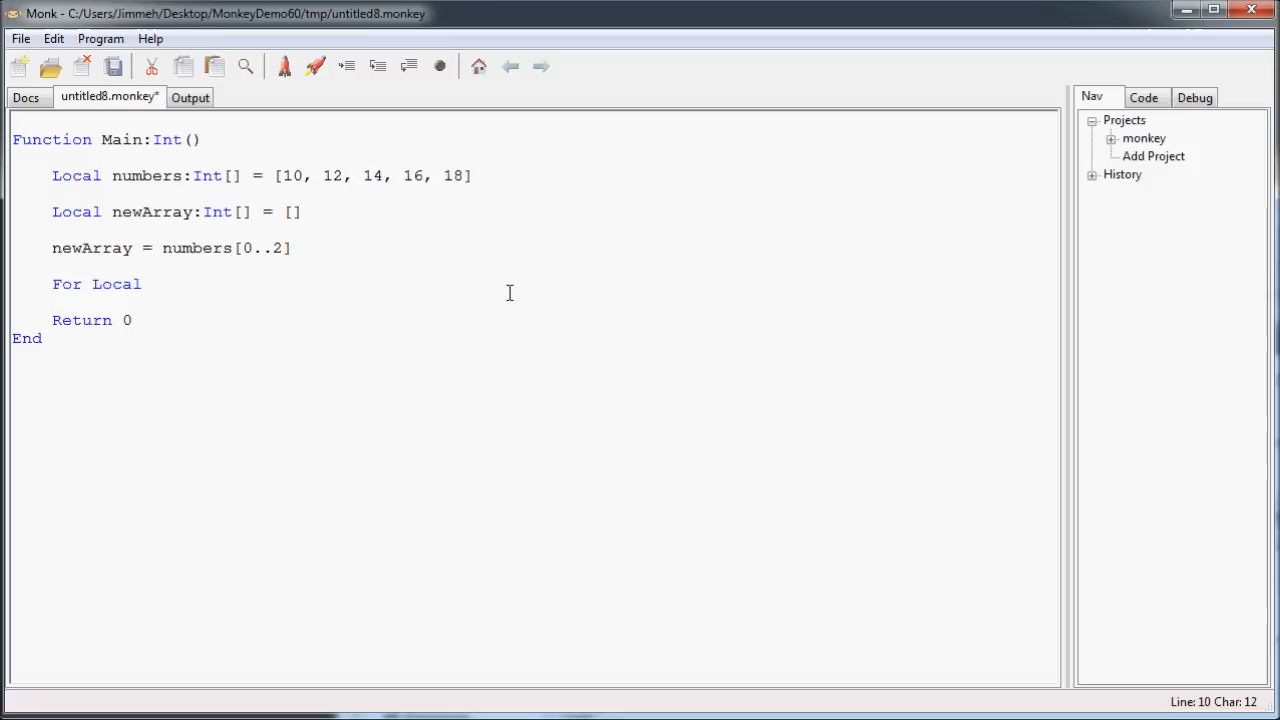 Monk - C:/Users/Jimmeh/Desktop/MonkeyDemo60/tmp/untitled8.monkey
File Edit Program Help
Docs untitled8.monkey* Output
Nav Code Debug
Function Main:Int()
Local numbers:Int[] = [10, 12, 14, 16, 18]
Local newArray:Int[] = []
newArray = numbers[0..2]
For Local
Return 0
End
Projects
monkey
Add Project
History
Line: 10 Char: 12